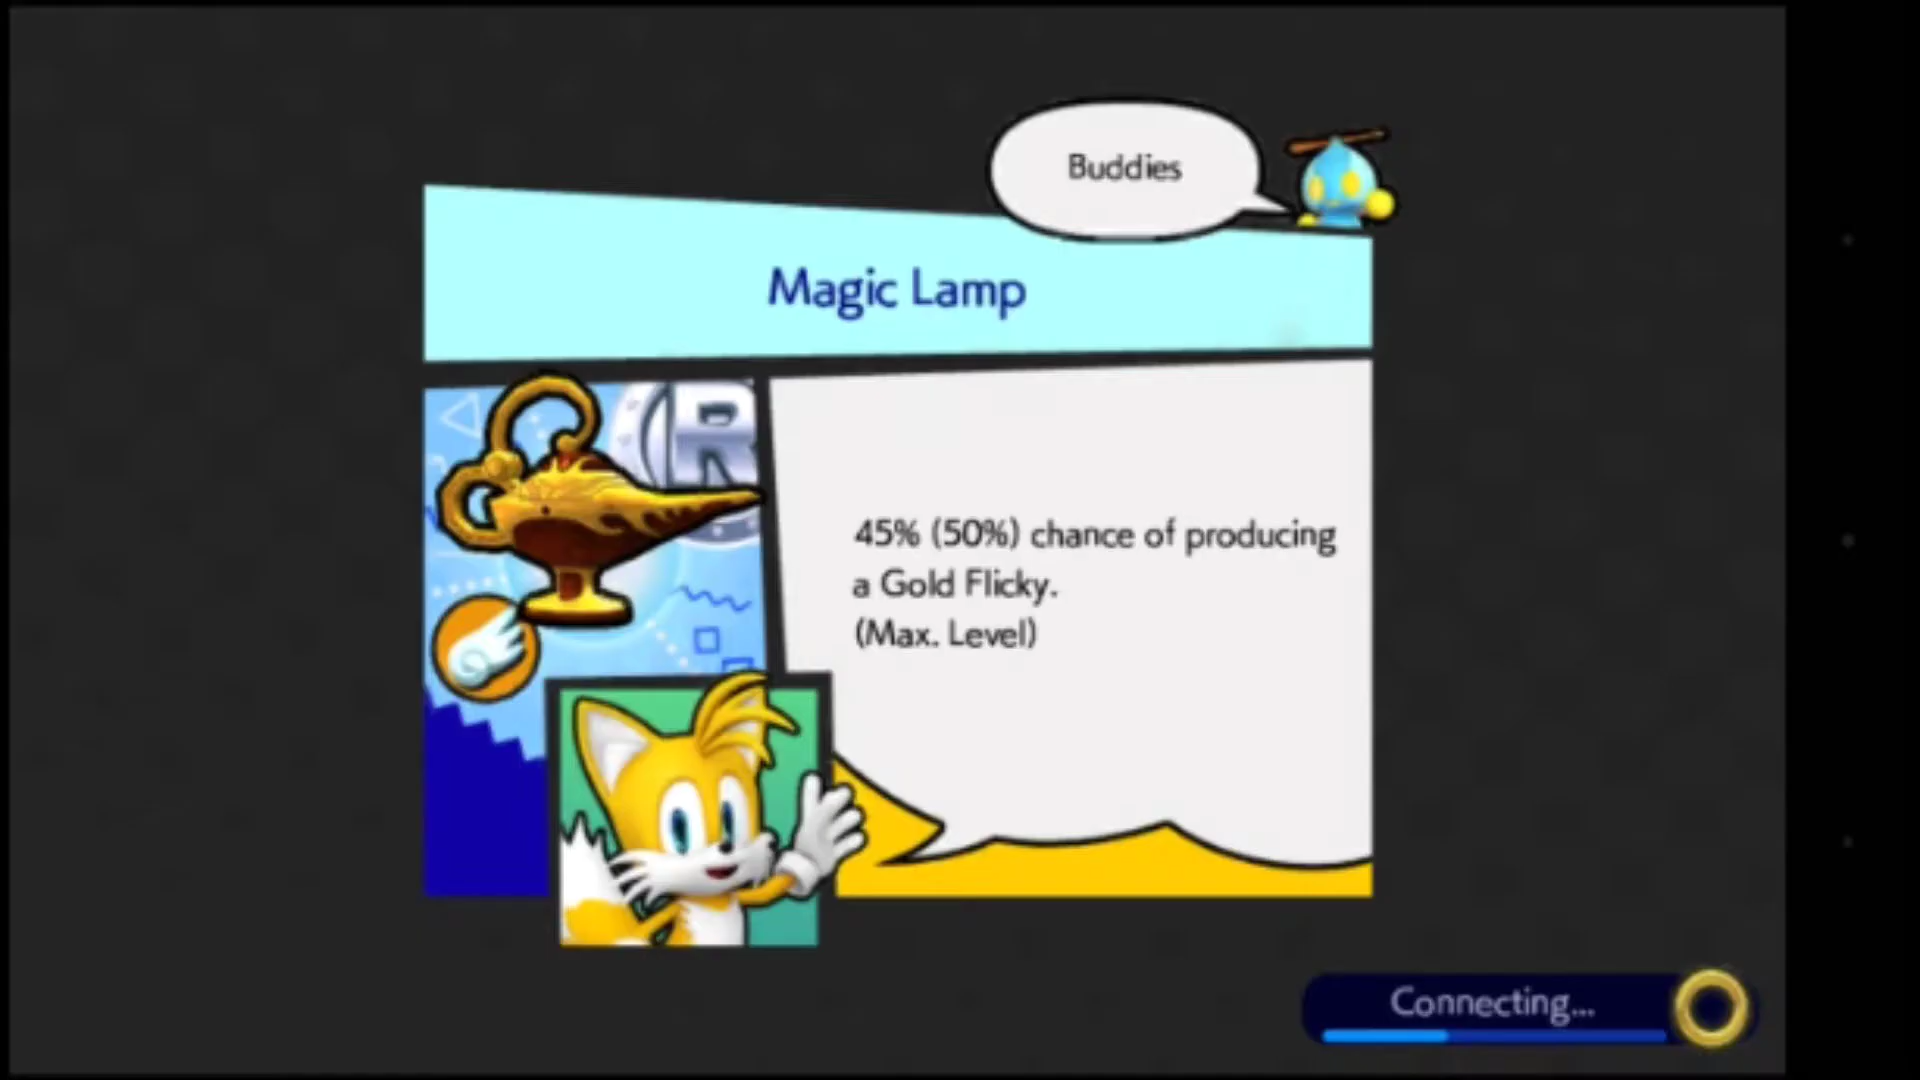 Buddies
Magic Lamp
R
45% (50%) chance of producing
a Gold Flicky.
(Max. Level)
Connecting...